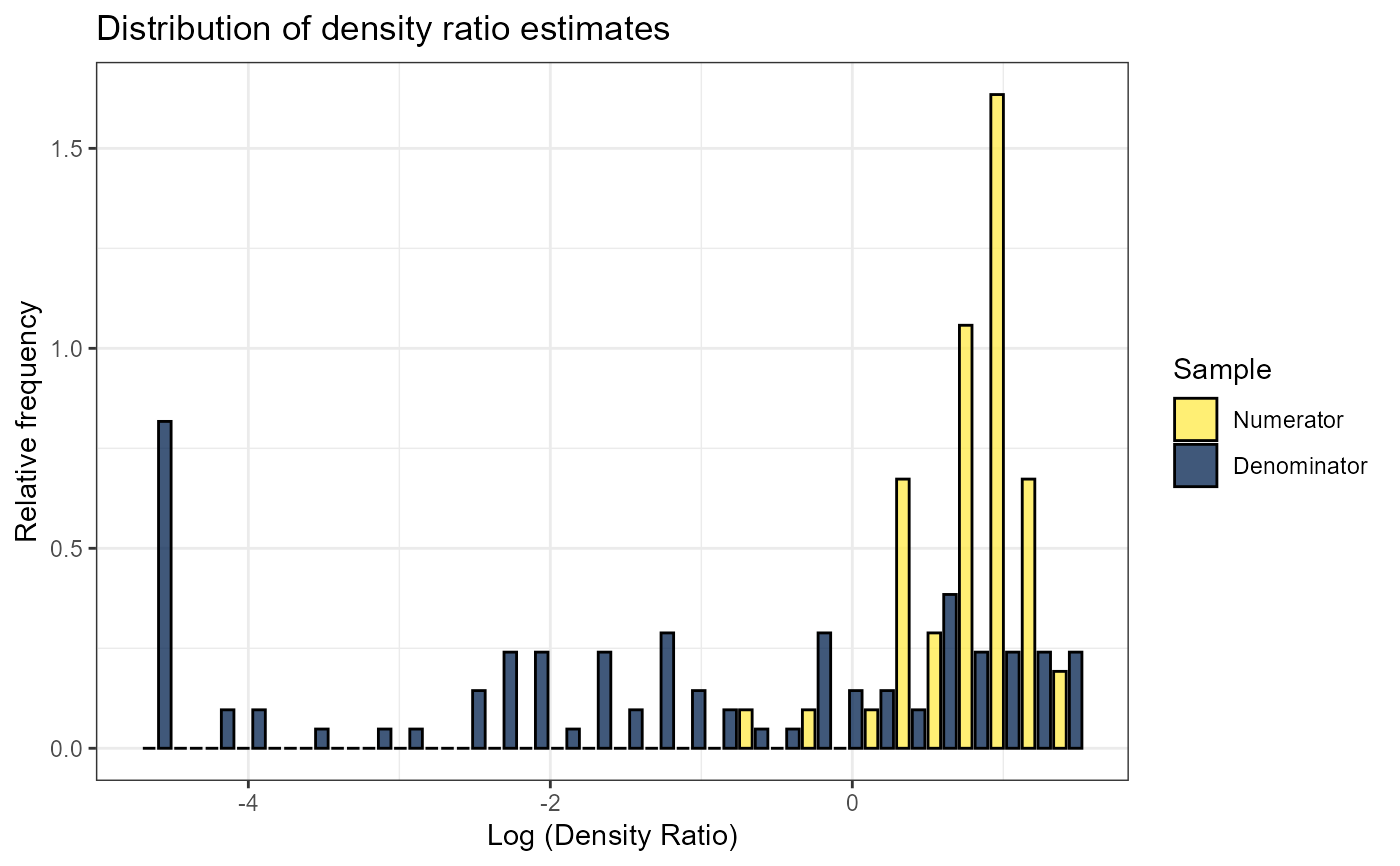 Distribution of density ratio estimates
Relative frequency
1.5
1.0
0.5
0.0
-4
-2
0
Log (Density Ratio)
Sample
Numerator
Denominator